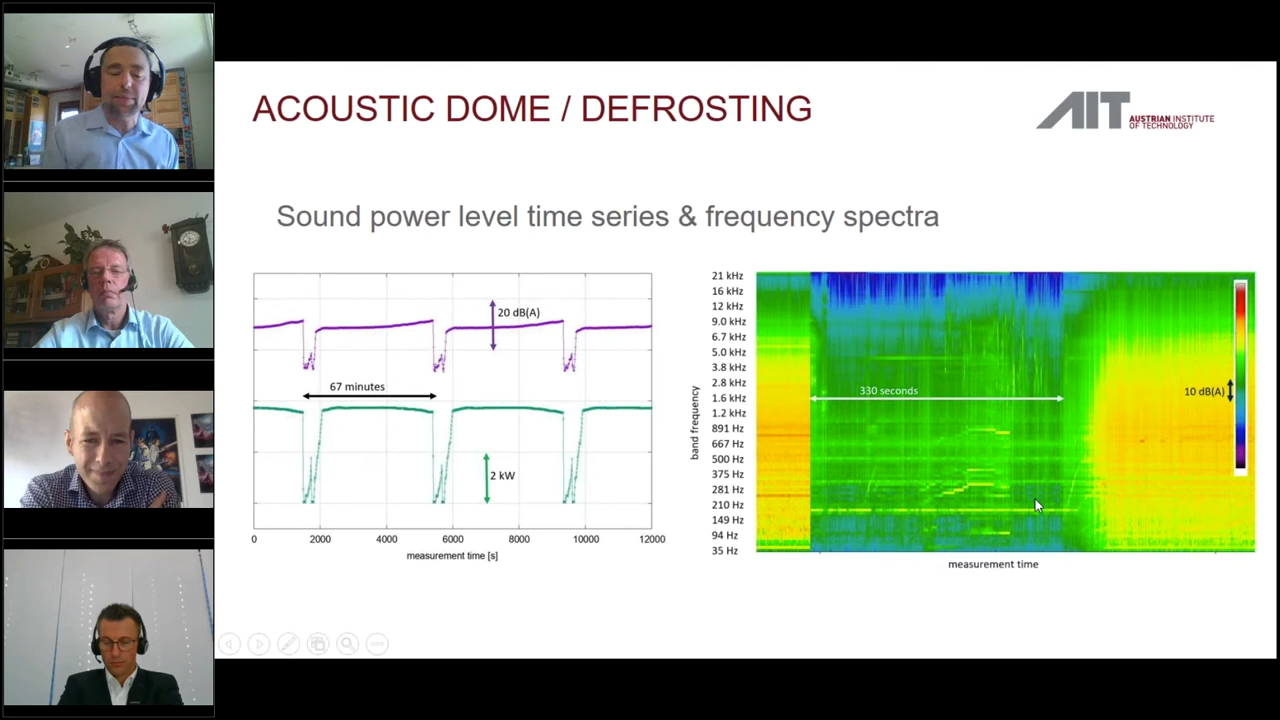 ACOUSTIC DOME / DEFROSTING
AIT AUSTRIAN INSTITUTE
OF TECHNOLOGY
Sound power level time series & frequency spectra
20 dB(A)
67 minutes
2 kW
0 2000 4000 6000 8000 10000 12000
measurement time [s]
band frequency
21 kHz
16 kHz
12 kHz
9.0 kHz
6.7 kHz
5.0 kHz
3.8 kHz
2.8 kHz
1.6 kHz
1.2 kHz
891 Hz
667 Hz
500 Hz
375 Hz
281 Hz
210 Hz
149 Hz
94 Hz
35 Hz
330 seconds
10 dB(A)
measurement time